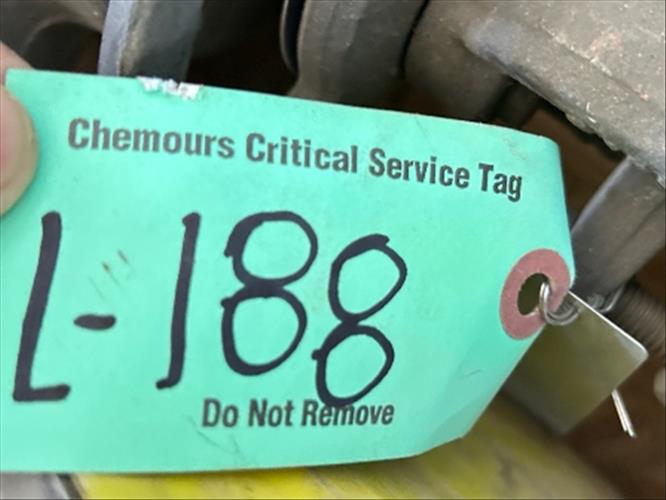 Chemours Critical Service Tag
L-188
Do Not Remove